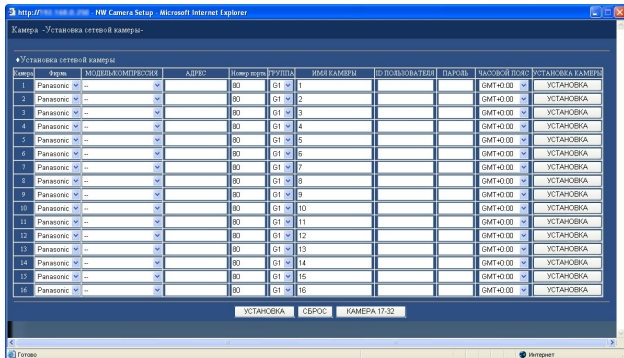 http:// - NW Camera Setup - Microsoft Internet Explorer
Камера -Установка сетевой камеры-
♦Установка сетевой камеры
Камера Фирма МОДЕЛЬ/КОМПРЕССИЯ АДРЕС Номер порта ГРУППА ИМЯ КАМЕРЫ ID ПОЛЬЗОВАТЕЛЯ ПАРОЛЬ ЧАСОВОЙ ПОЯС УСТАНОВКА КАМЕРЫ
1 Panasonic -- 80 G1 1 GMT+0:00 УСТАНОВКА
2 Panasonic -- 80 G1 2 GMT+0:00 УСТАНОВКА
3 Panasonic -- 80 G1 3 GMT+0:00 УСТАНОВКА
4 Panasonic -- 80 G1 4 GMT+0:00 УСТАНОВКА
5 Panasonic -- 80 G1 5 GMT+0:00 УСТАНОВКА
6 Panasonic -- 80 G1 6 GMT+0:00 УСТАНОВКА
7 Panasonic -- 80 G1 7 GMT+0:00 УСТАНОВКА
8 Panasonic -- 80 G1 8 GMT+0:00 УСТАНОВКА
9 Panasonic -- 80 G1 9 GMT+0:00 УСТАНОВКА
10 Panasonic -- 80 G1 10 GMT+0:00 УСТАНОВКА
11 Panasonic -- 80 G1 11 GMT+0:00 УСТАНОВКА
12 Panasonic -- 80 G1 12 GMT+0:00 УСТАНОВКА
13 Panasonic -- 80 G1 13 GMT+0:00 УСТАНОВКА
14 Panasonic -- 80 G1 14 GMT+0:00 УСТАНОВКА
15 Panasonic -- 80 G1 15 GMT+0:00 УСТАНОВКА
16 Panasonic -- 80 G1 16 GMT+0:00 УСТАНОВКА
УСТАНОВКА СБРОС КАМЕРА 17-32
Готово Интернет